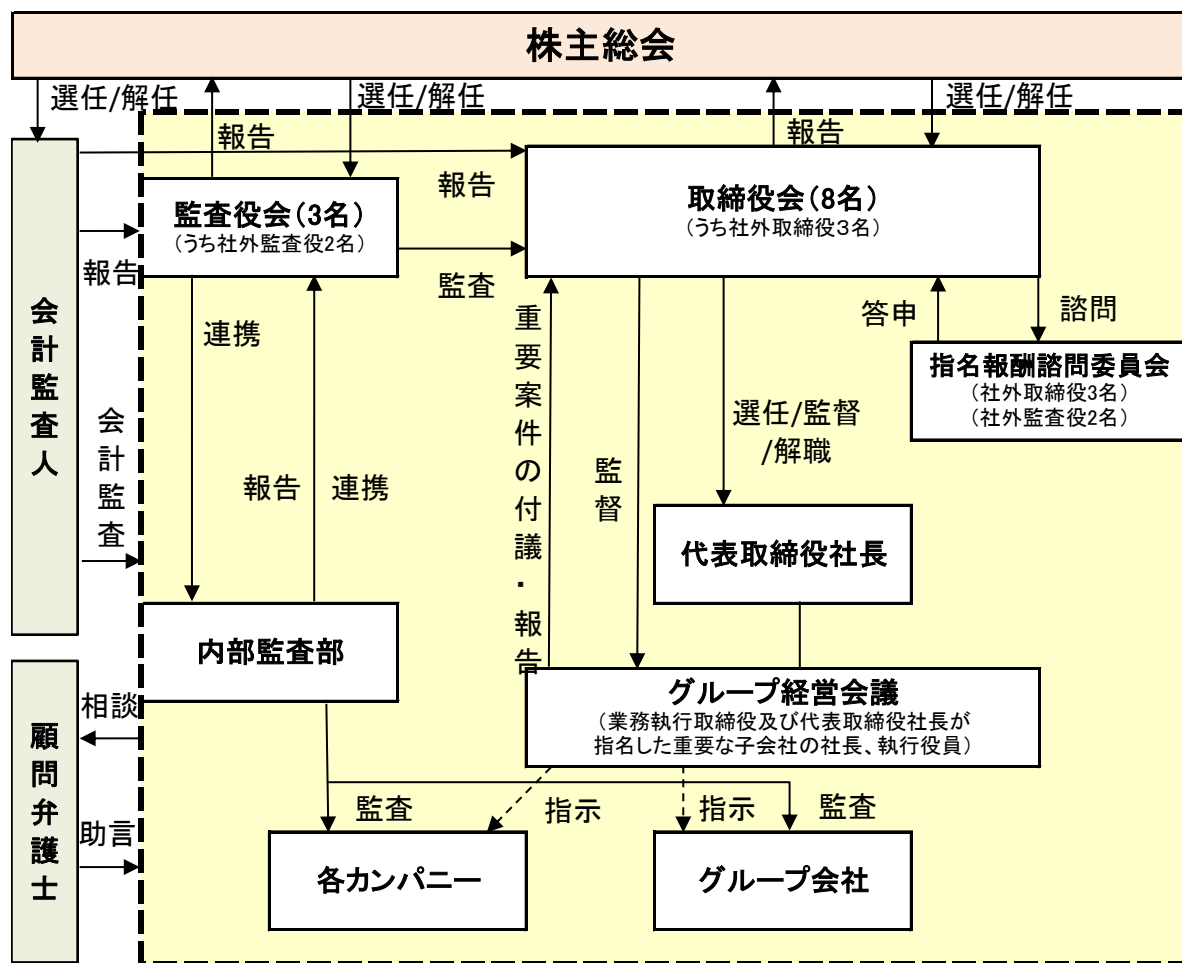 株主総会
選任/解任
報告
選任/解任
報告
選任/解任
報告
監査役会(3名)
(うち社外監査役2名)
取締役会(8名)
(うち社外取締役3名)
報告
監査
会計監査人
連携
重要案件の付議・報告
答申
諮問
指名報酬諮問委員会
(社外取締役3名)
(社外監査役2名)
会計監査
選任/監督
/解職
監督
報告
連携
代表取締役社長
内部監査部
グループ経営会議
(業務執行取締役及び代表取締役社長が
指名した重要な子会社の社長、執行役員)
相談
顧問弁護士
助言
監査
指示
指示
監査
各カンパニー
グループ会社